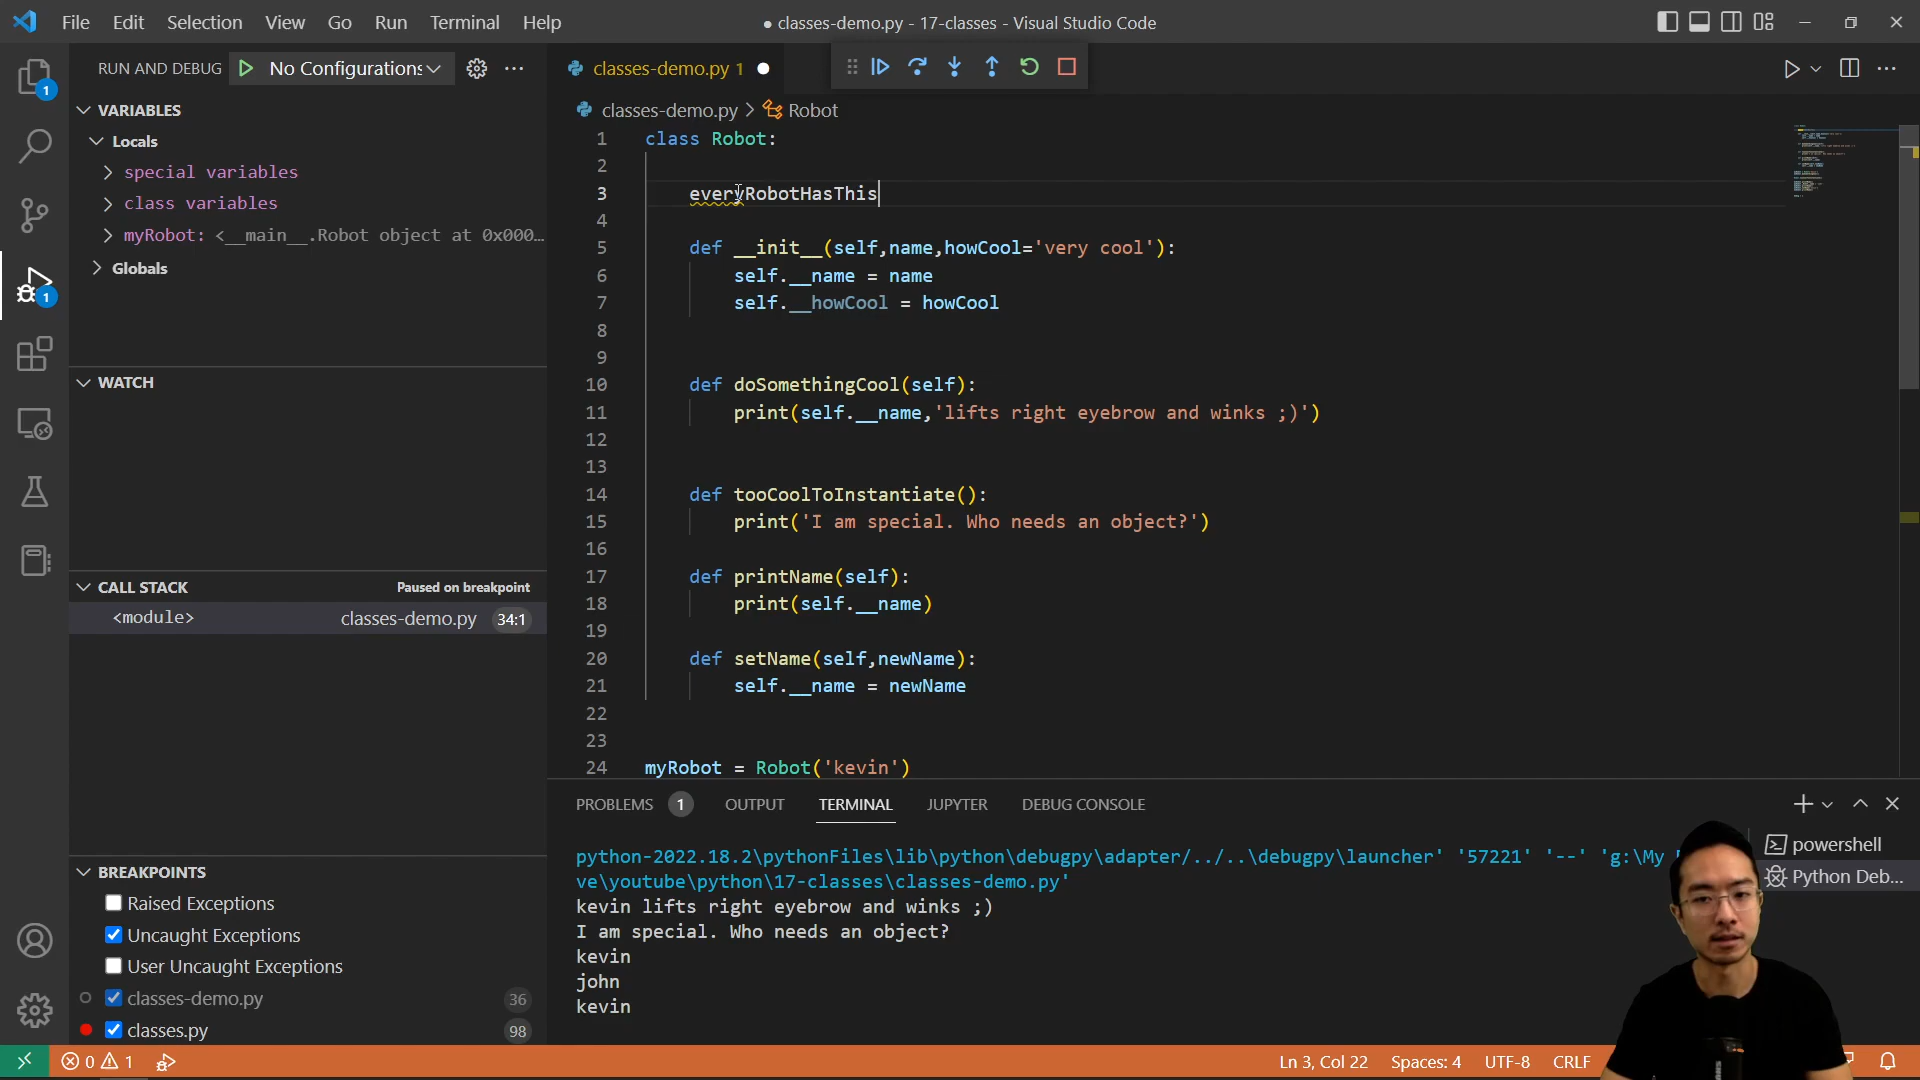 File Edit Selection View Go Run Terminal Help
● classes-demo.py - 17-classes - Visual Studio Code
RUN AND DEBUG
No Configurations
classes-demo.py 1
1
VARIABLES
Locals
special variables
class variables
myRobot: <__main__.Robot object at 0x000...
Globals
1
WATCH
CALL STACK
Paused on breakpoint
<module>
classes-demo.py 34:1
BREAKPOINTS
Raised Exceptions
Uncaught Exceptions
User Uncaught Exceptions
classes-demo.py 36
classes.py 98
classes-demo.py > Robot
1 class Robot:
2
3 everyRobotHasThis
4
5 def __init__(self,name,howCool='very cool'):
6 self.__name = name
7 self.__howCool = howCool
8
9
10 def doSomethingCool(self):
11 print(self.__name,'lifts right eyebrow and winks ;)')
12
13
14 def tooCoolToInstantiate():
15 print('I am special. Who needs an object?')
16
17 def printName(self):
18 print(self.__name)
19
20 def setName(self,newName):
21 self.__name = newName
22
23
24 myRobot = Robot('kevin')
PROBLEMS 1 OUTPUT TERMINAL JUPYTER DEBUG CONSOLE
python-2022.18.2\pythonFiles\lib\python\debugpy\adapter/../..\debugpy\launcher' '57221' '--' 'g:\My
ve\youtube\python\17-classes\classes-demo.py'
kevin lifts right eyebrow and winks ;)
I am special. Who needs an object?
kevin
john
kevin
powershell
Python Deb...
0 1
Ln 3, Col 22 Spaces: 4 UTF-8 CRLF